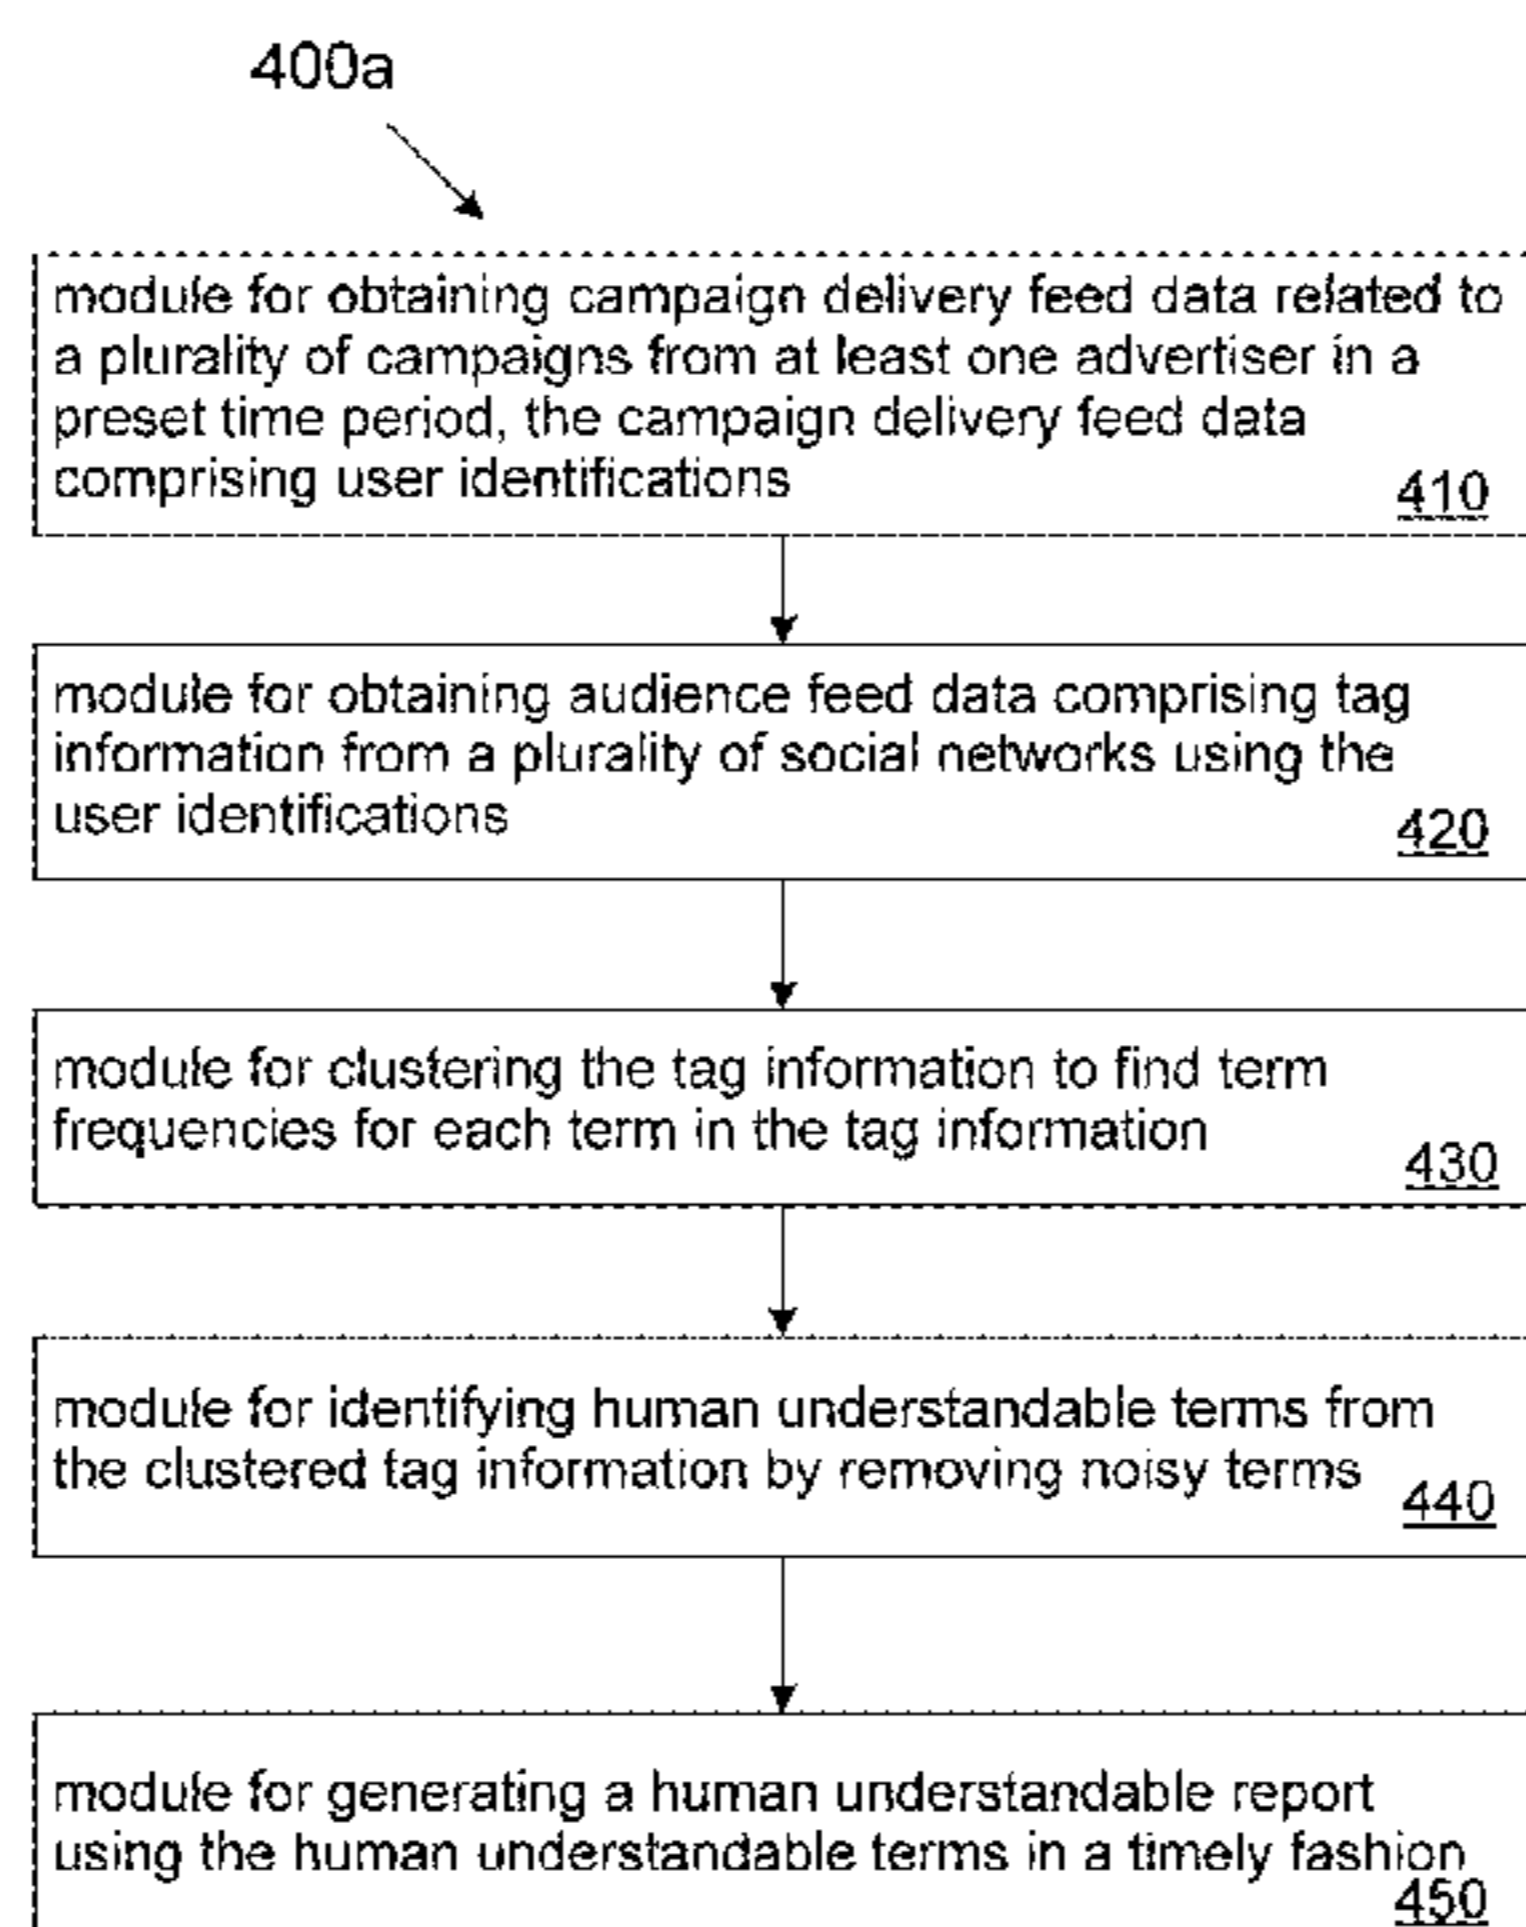 400a
module for obtaining campaign delivery feed data related to
a plurality of campaigns from at least one advertiser in a
preset time period, the campaign delivery feed data
comprising user identifications
410
module for obtaining audience feed data comprising tag
information from a plurality of social networks using the
user identifications
420
module for clustering the tag information to find term
frequencies for each term in the tag information
430
module for identifying human understandable terms from
the clustered tag information by removing noisy terms
440
module for generating a human understandable report
using the human understandable terms in a timely fashion
450